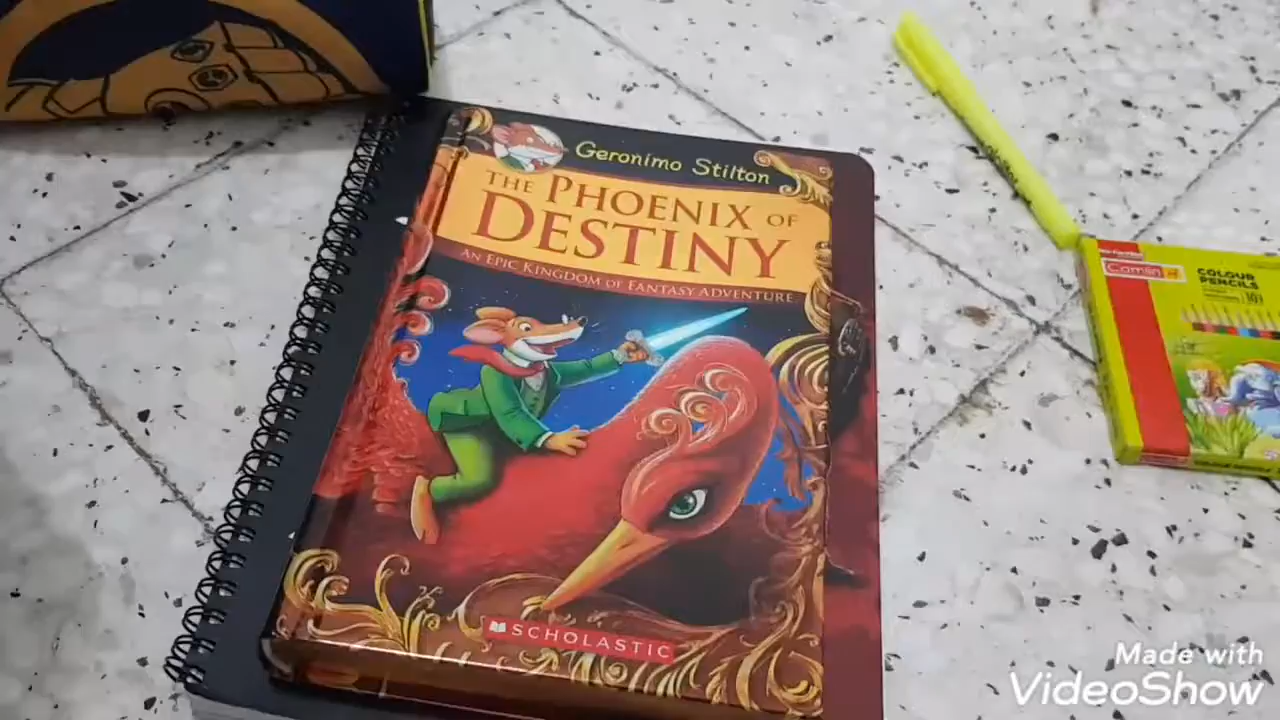 Geronimo Stilton
THE PHOENIX OF
DESTINY
AN EPIC KINGDOM OF FANTASY ADVENTURE
SCHOLASTIC
Camlin
COLOUR
PENCILS
Made with
VideoShow